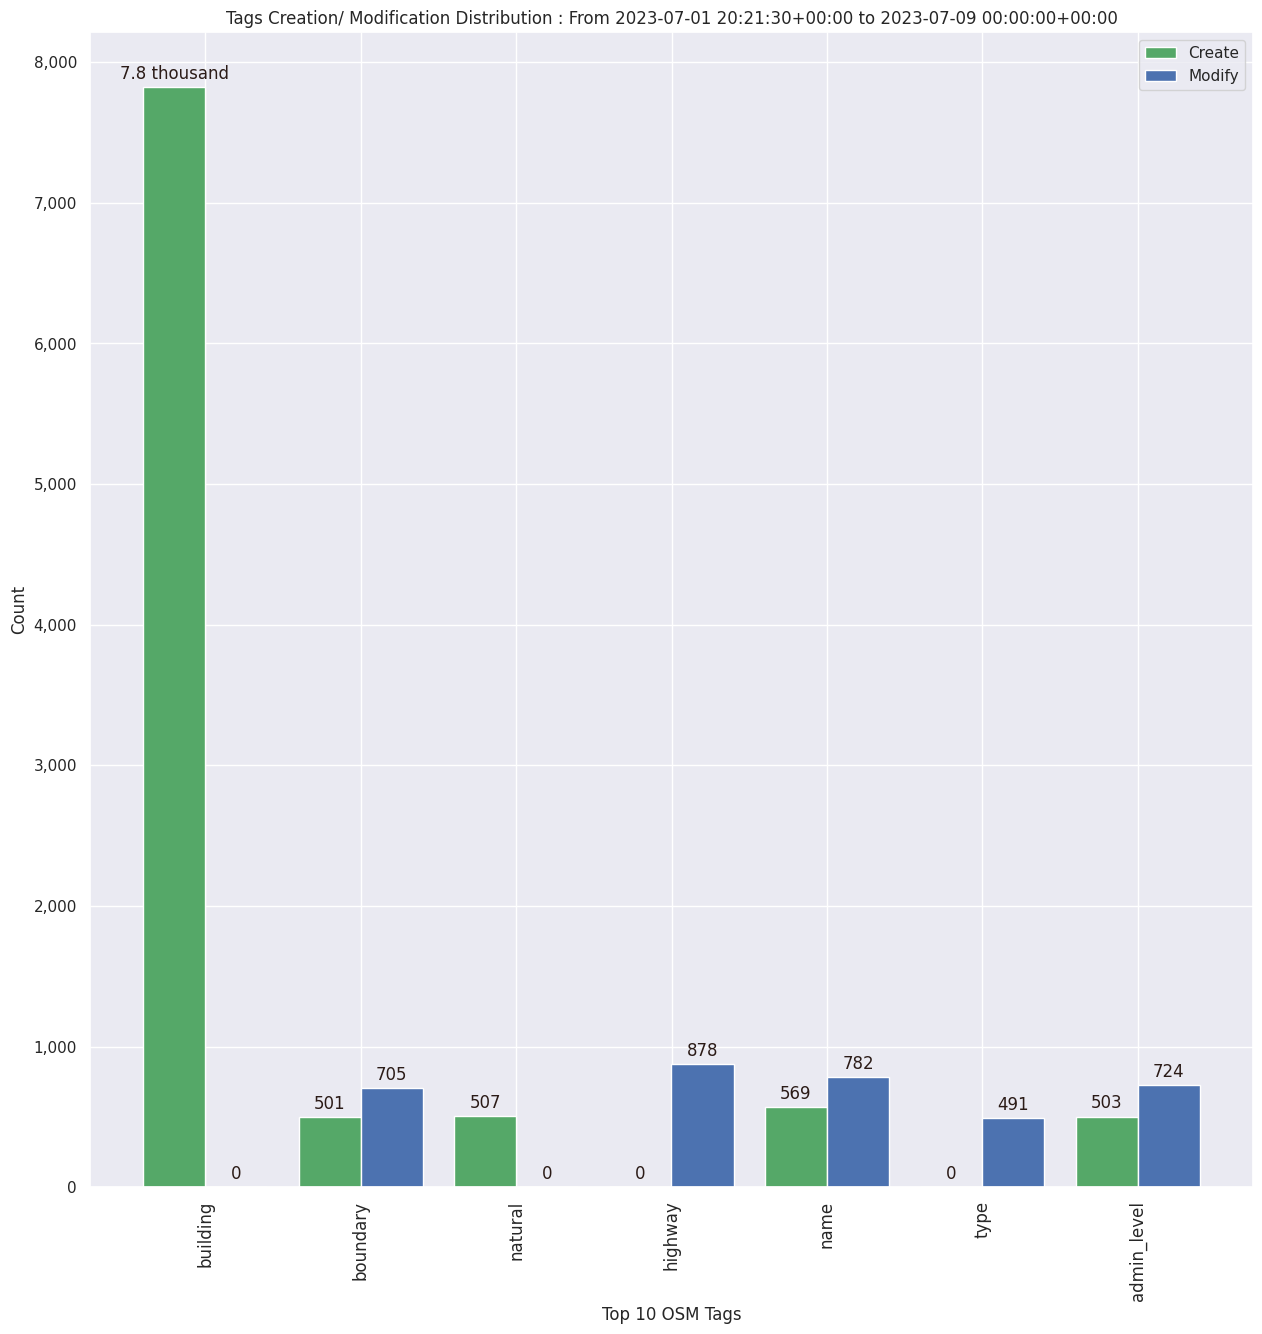 Tags Creation/ Modification Distribution : From 2023-07-01 20:21:30+00:00 to 2023-07-09 00:00:00+00:00
Create
Modify
8,000
7,000
6,000
5,000
4,000
3,000
2,000
1,000
0
Count
7.8 thousand
0
501
705
507
0
0
878
569
782
0
491
503
724
building
boundary
natural
highway
name
type
admin_level
Top 10 OSM Tags